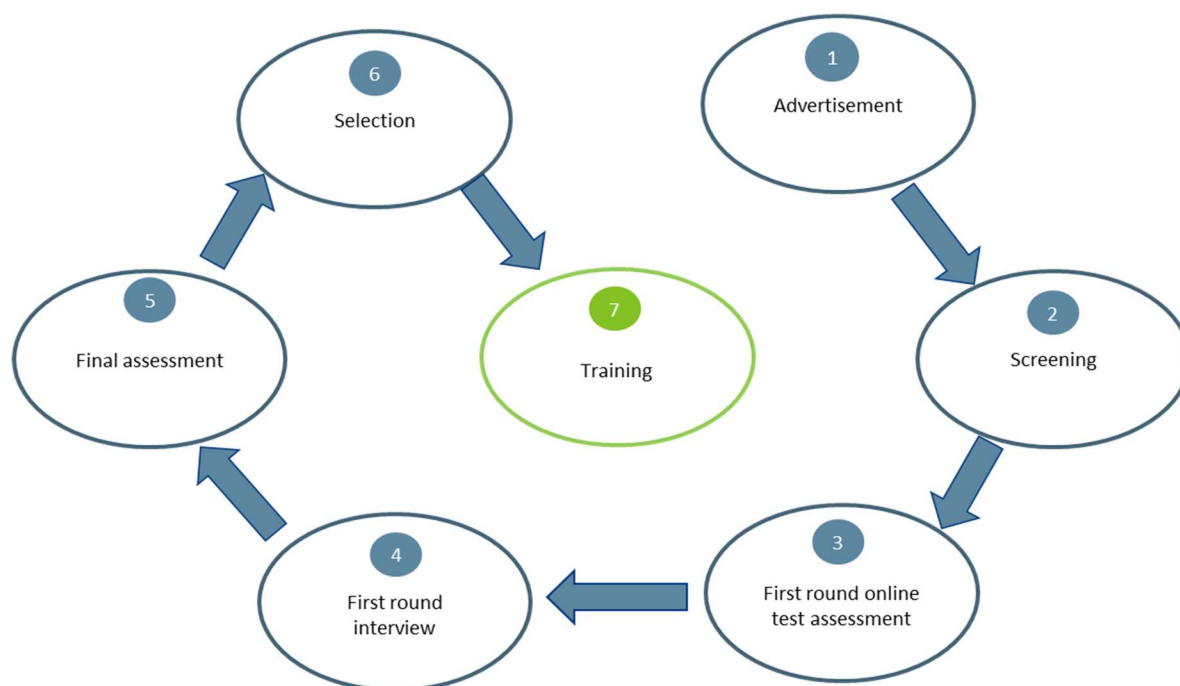 1
Advertisement
2
Screening
3
First round online
test assessment
4
First round
interview
5
Final assessment
6
Selection
7
Training